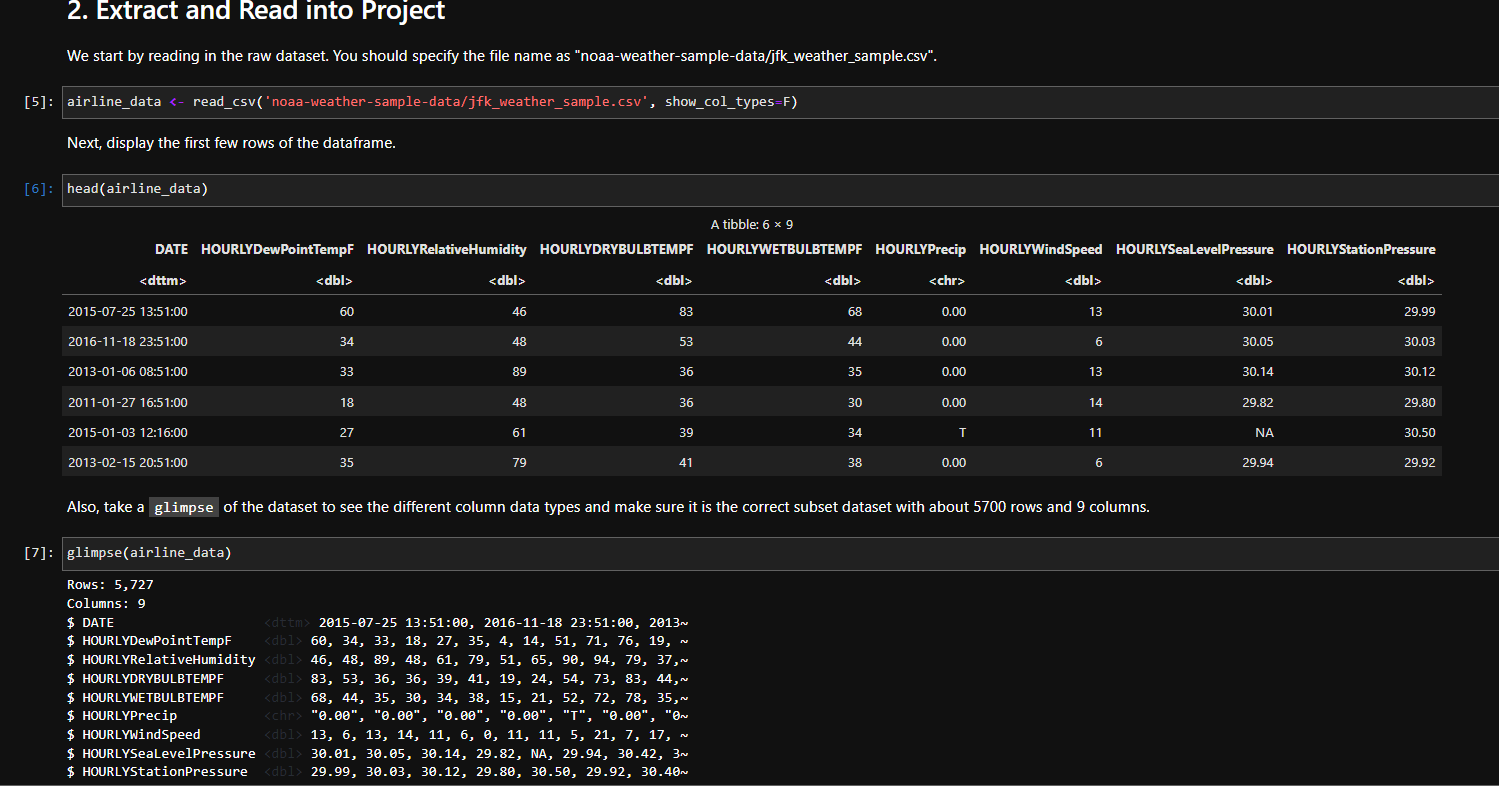 2. Extract and Read into Project
We start by reading in the raw dataset. You should specify the file name as "noaa-weather-sample-data/jfk_weather_sample.csv".
[5]: airline_data <- read_csv('noaa-weather-sample-data/jfk_weather_sample.csv', show_col_types=F)
Next, display the first few rows of the dataframe.
[6]: head(airline_data)
A tibble: 6 × 9
DATE HOURLYDewPointTempF HOURLYRelativeHumidity HOURLYDRYBULBTEMPF HOURLYWETBULBTEMPF HOURLYPrecip HOURLYWindSpeed HOURLYSeaLevelPressure HOURLYStationPressure
<dttm> <dbl> <dbl> <dbl> <dbl> <chr> <dbl> <dbl> <dbl>
2015-07-25 13:51:00 60 46 83 68 0.00 13 30.01 29.99
2016-11-18 23:51:00 34 48 53 44 0.00 6 30.05 30.03
2013-01-06 08:51:00 33 89 36 35 0.00 13 30.14 30.12
2011-01-27 16:51:00 18 48 36 30 0.00 14 29.82 29.80
2015-01-03 12:16:00 27 61 39 34 T 11 NA 30.50
2013-02-15 20:51:00 35 79 41 38 0.00 6 29.94 29.92
Also, take a glimpse of the dataset to see the different column data types and make sure it is the correct subset dataset with about 5700 rows and 9 columns.
[7]: glimpse(airline_data)
Rows: 5,727
Columns: 9
$ DATE <dttm> 2015-07-25 13:51:00, 2016-11-18 23:51:00, 2013~
$ HOURLYDewPointTempF <dbl> 60, 34, 33, 18, 27, 35, 4, 14, 51, 71, 76, 19, ~
$ HOURLYRelativeHumidity <dbl> 46, 48, 89, 48, 61, 79, 51, 65, 90, 94, 79, 37,~
$ HOURLYDRYBULBTEMPF <dbl> 83, 53, 36, 36, 39, 41, 19, 24, 54, 73, 83, 44,~
$ HOURLYWETBULBTEMPF <dbl> 68, 44, 35, 30, 34, 38, 15, 21, 52, 72, 78, 35,~
$ HOURLYPrecip <chr> "0.00", "0.00", "0.00", "0.00", "T", "0.00", "0~
$ HOURLYWindSpeed <dbl> 13, 6, 13, 14, 11, 6, 0, 11, 11, 5, 21, 7, 17, ~
$ HOURLYSeaLevelPressure <dbl> 30.01, 30.05, 30.14, 29.82, NA, 29.94, 30.42, 3~
$ HOURLYStationPressure <dbl> 29.99, 30.03, 30.12, 29.80, 30.50, 29.92, 30.40~